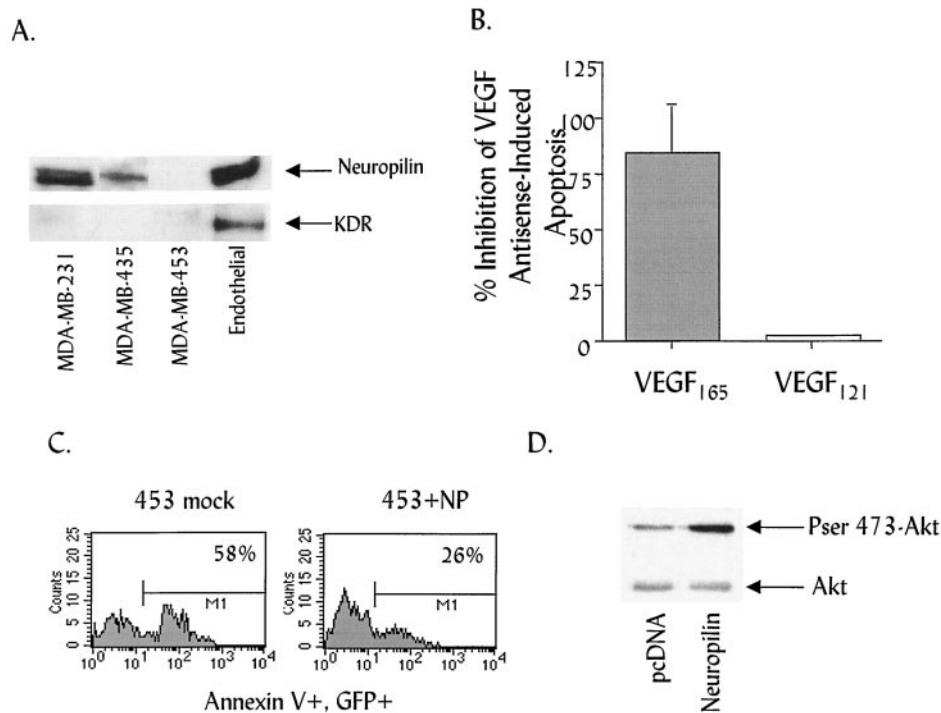 A.
Neuropilin
KDR
MDA-MB-231
MDA-MB-435
MDA-MB-453
Endothelial
B.
% Inhibition of VEGF
Antisense-Induced
Apoptosis
125
100
75
50
25
0
VEGF165
VEGF121
C.
453 mock
453+NP
Counts
25
20
15
10
5
0
58%
M1
10^0
10^1
10^2
10^3
10^4
Counts
25
20
15
10
5
0
26%
M1
10^0
10^1
10^2
10^3
10^4
Annexin V+, GFP+
D.
Pser 473-Akt
Akt
pcDNA
Neuropilin